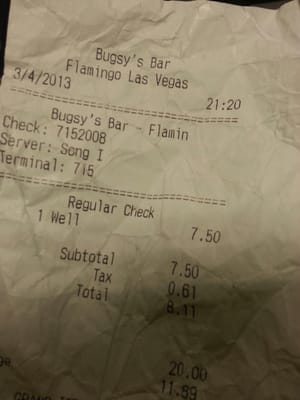 Bugsy's Bar
Flamingo Las Vegas
3/4/2013 21:20
Bugsy's Bar - Flamin
Check: 7152008
Server: Song I
Terminal: 715
Regular Check
1 Well 7.50
Subtotal 7.50
Tax 0.61
Total 8.11
20.00
11.89